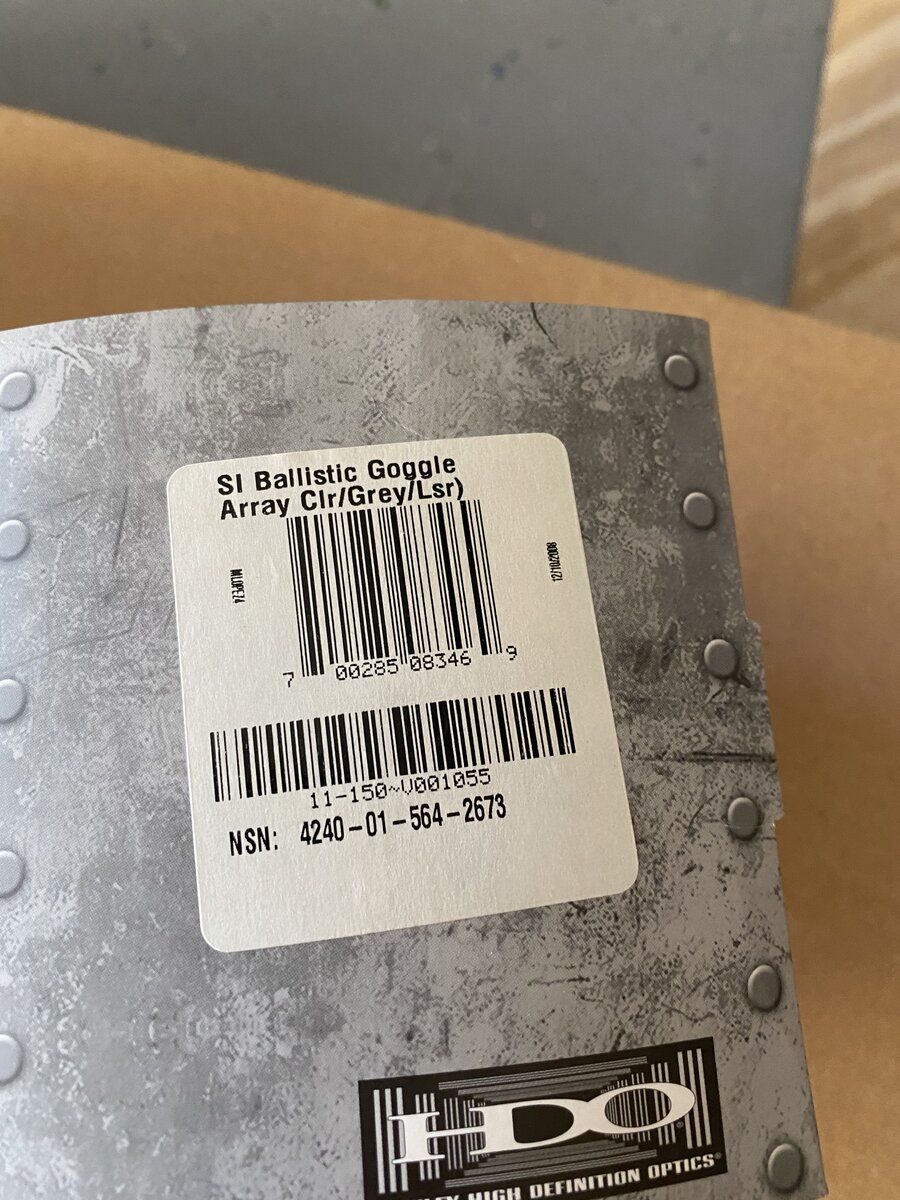 SI Ballistic Goggle
Array Clr/Grey/Lsr)
12/10/2008
7 00285 08346 9
11-150~V001055
NSN: 4240-01-564-2673
HDO
HIGH DEFINITION OPTICS®